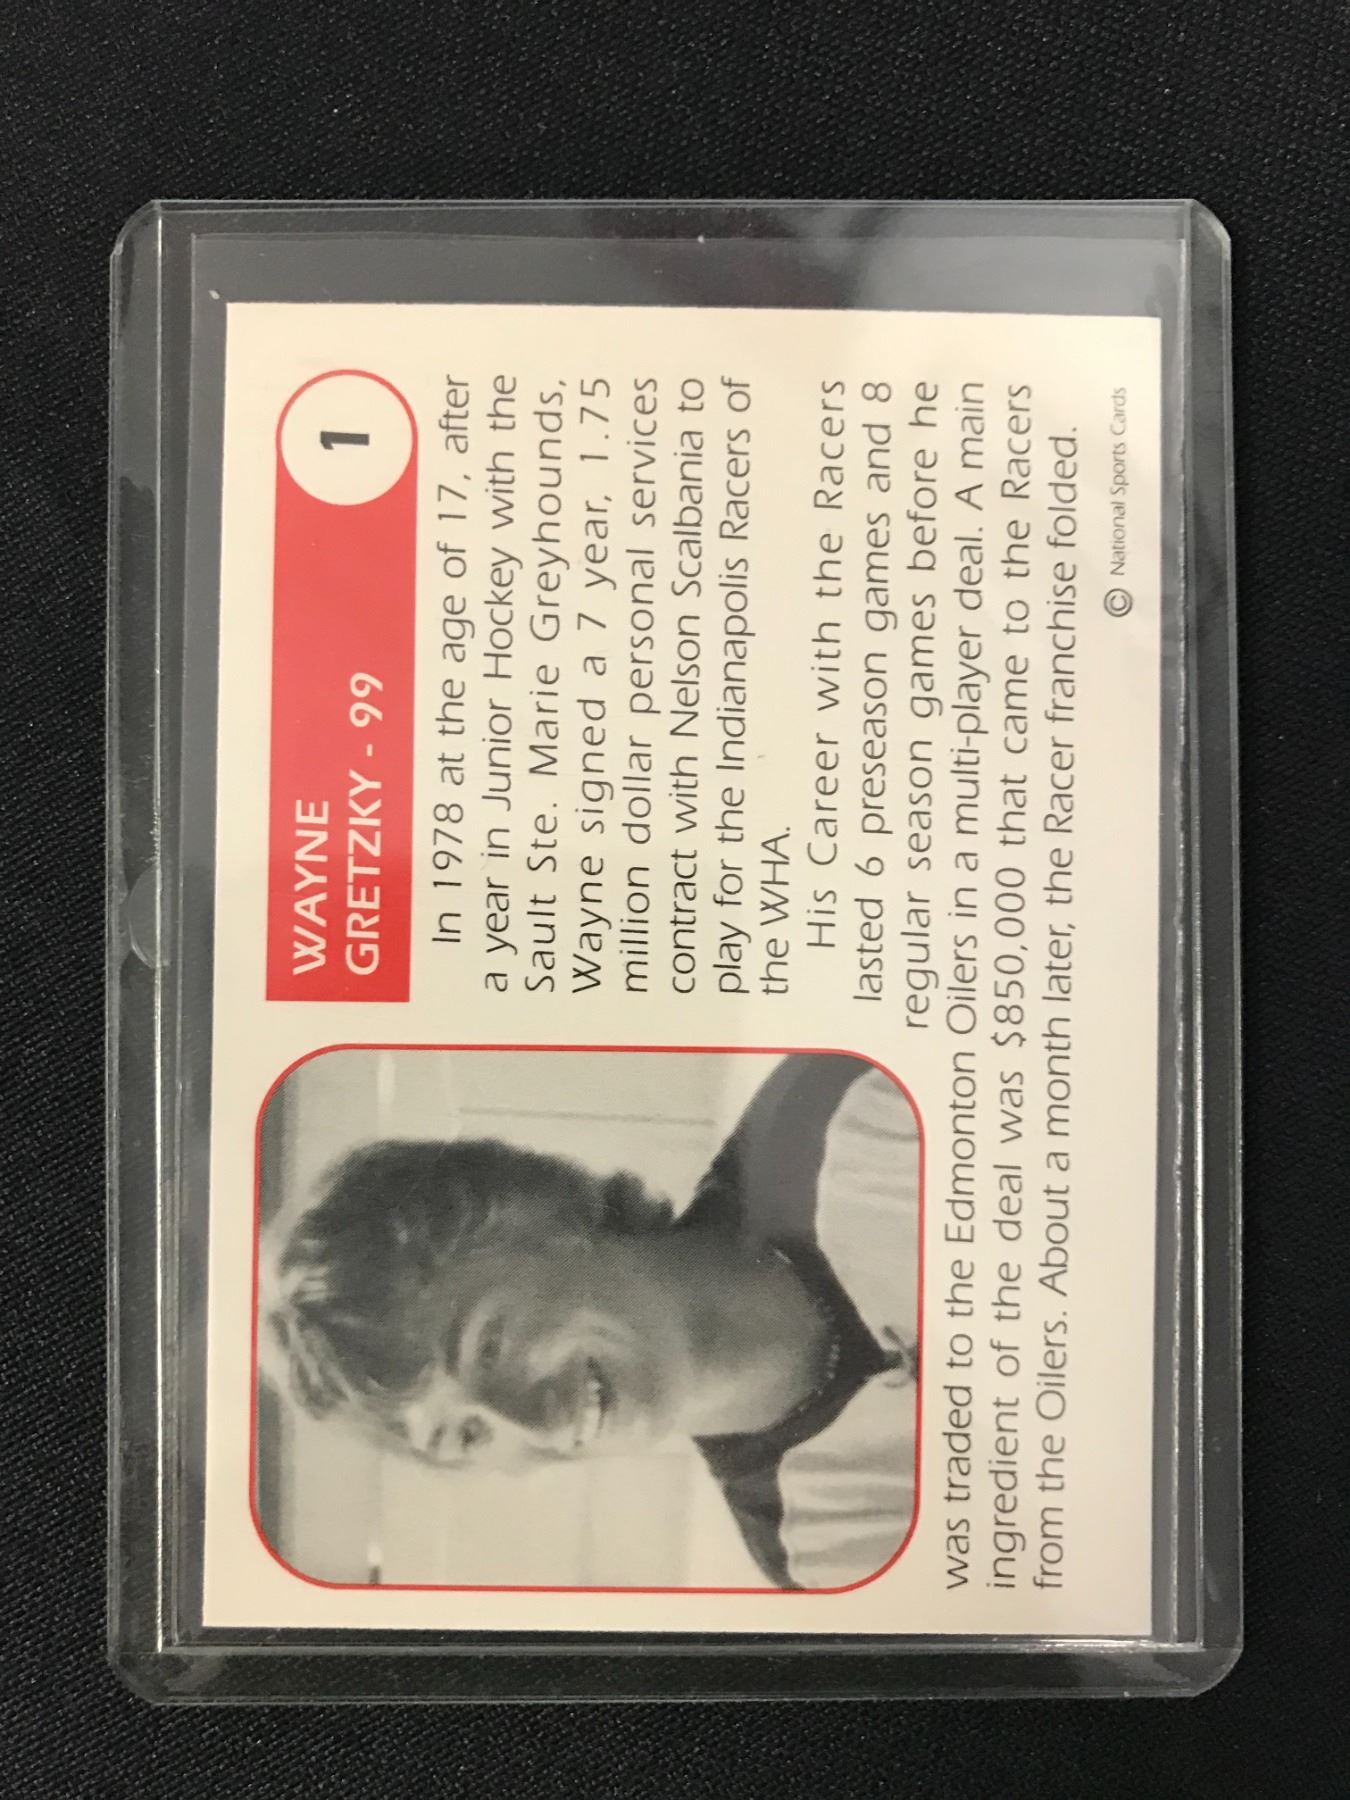 WAYNE
GRETZKY - 99
1
In 1978 at the age of 17, after
a year in Junior Hockey with the
Sault Ste. Marie Greyhounds,
Wayne signed a 7 year, 1.75
million dollar personal services
contract with Nelson Scalbania to
play for the Indianapolis Racers of
the WHA.
His Career with the Racers
lasted 6 preseason games and 8
regular season games before he
was traded to the Edmonton Oilers in a multi-player deal. A main
ingredient of the deal was $850,000 that came to the Racers
from the Oilers. About a month later, the Racer franchise folded.
© National Sports Cards